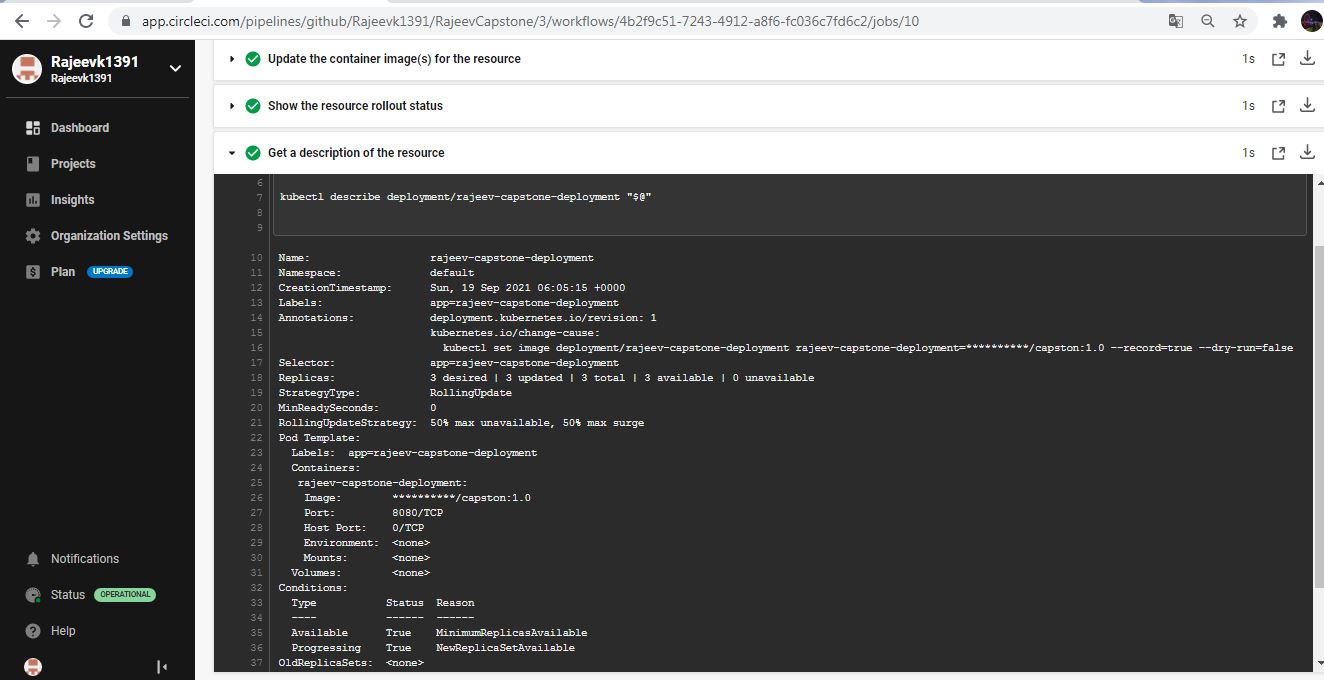 app.circleci.com/pipelines/github/Rajeevk1391/RajeevCapstone/3/workflows/4b2f9c51-7243-4912-a8f6-fc036c7fd6c2/jobs/10
Rajeevk1391
Rajeevk1391
Dashboard
Projects
Insights
Organization Settings
Plan UPGRADE
Notifications
Status OPERATIONAL
Help
Update the container image(s) for the resource 1s
Show the resource rollout status 1s
Get a description of the resource 1s
6
7 kubectl describe deployment/rajeev-capstone-deployment "$@"
8
9
10 Name: rajeev-capstone-deployment
11 Namespace: default
12 CreationTimestamp: Sun, 19 Sep 2021 06:05:15 +0000
13 Labels: app=rajeev-capstone-deployment
14 Annotations: deployment.kubernetes.io/revision: 1
15 kubernetes.io/change-cause:
16 kubectl set image deployment/rajeev-capstone-deployment rajeev-capstone-deployment=**********/capston:1.0 --record=true --dry-run=false
17 Selector: app=rajeev-capstone-deployment
18 Replicas: 3 desired | 3 updated | 3 total | 3 available | 0 unavailable
19 StrategyType: RollingUpdate
20 MinReadySeconds: 0
21 RollingUpdateStrategy: 50% max unavailable, 50% max surge
22 Pod Template:
23 Labels: app=rajeev-capstone-deployment
24 Containers:
25 rajeev-capstone-deployment:
26 Image: **********/capston:1.0
27 Port: 8080/TCP
28 Host Port: 0/TCP
29 Environment: <none>
30 Mounts: <none>
31 Volumes: <none>
32 Conditions:
33 Type Status Reason
34 ---- ------ ------
35 Available True MinimumReplicasAvailable
36 Progressing True NewReplicaSetAvailable
37 OldReplicaSets: <none>